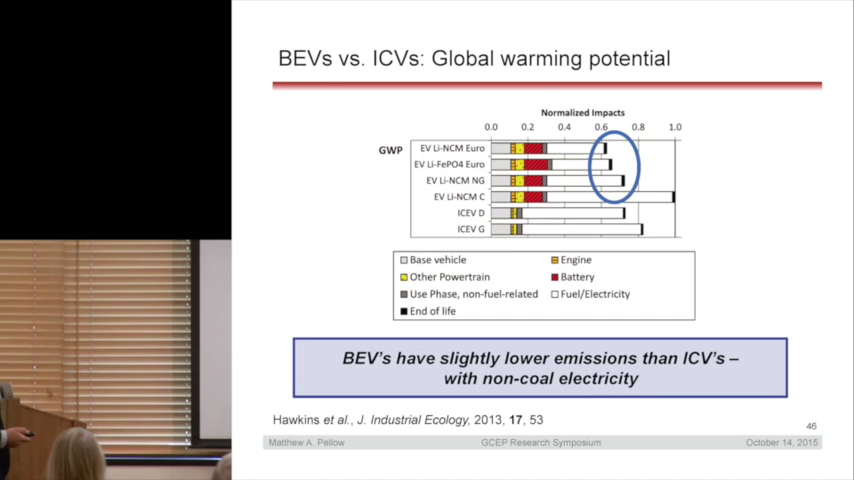 BEVs vs. ICVs: Global warming potential
Normalized Impacts
0.0 0.2 0.4 0.6 0.8 1.0
GWP
EV Li-NCM Euro
EV Li-FePO4 Euro
EV Li-NCM NG
EV Li-NCM C
ICEV D
ICEV G
Base vehicle Engine
Other Powertrain Battery
Use Phase, non-fuel-related Fuel/Electricity
End of life
BEV's have slightly lower emissions than ICV's –
with non-coal electricity
Hawkins et al., J. Industrial Ecology, 2013, 17, 53
46
Matthew A. Pellow GCEP Research Symposium October 14, 2015